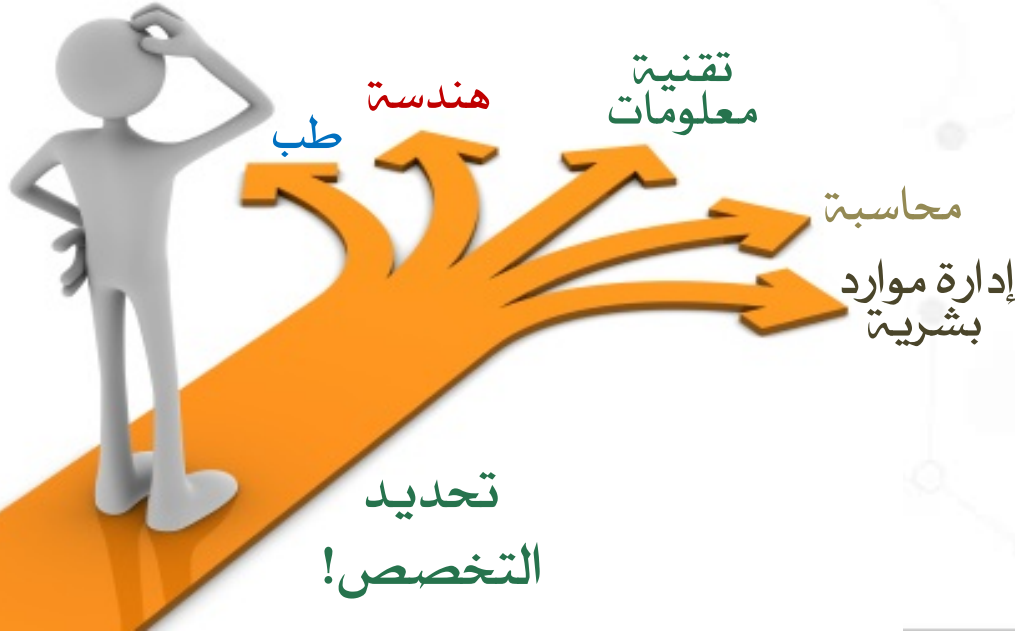 طب
هندسة
تقنية
معلومات
محاسبة
إدارة موارد
بشرية
تحديد
التخصص!